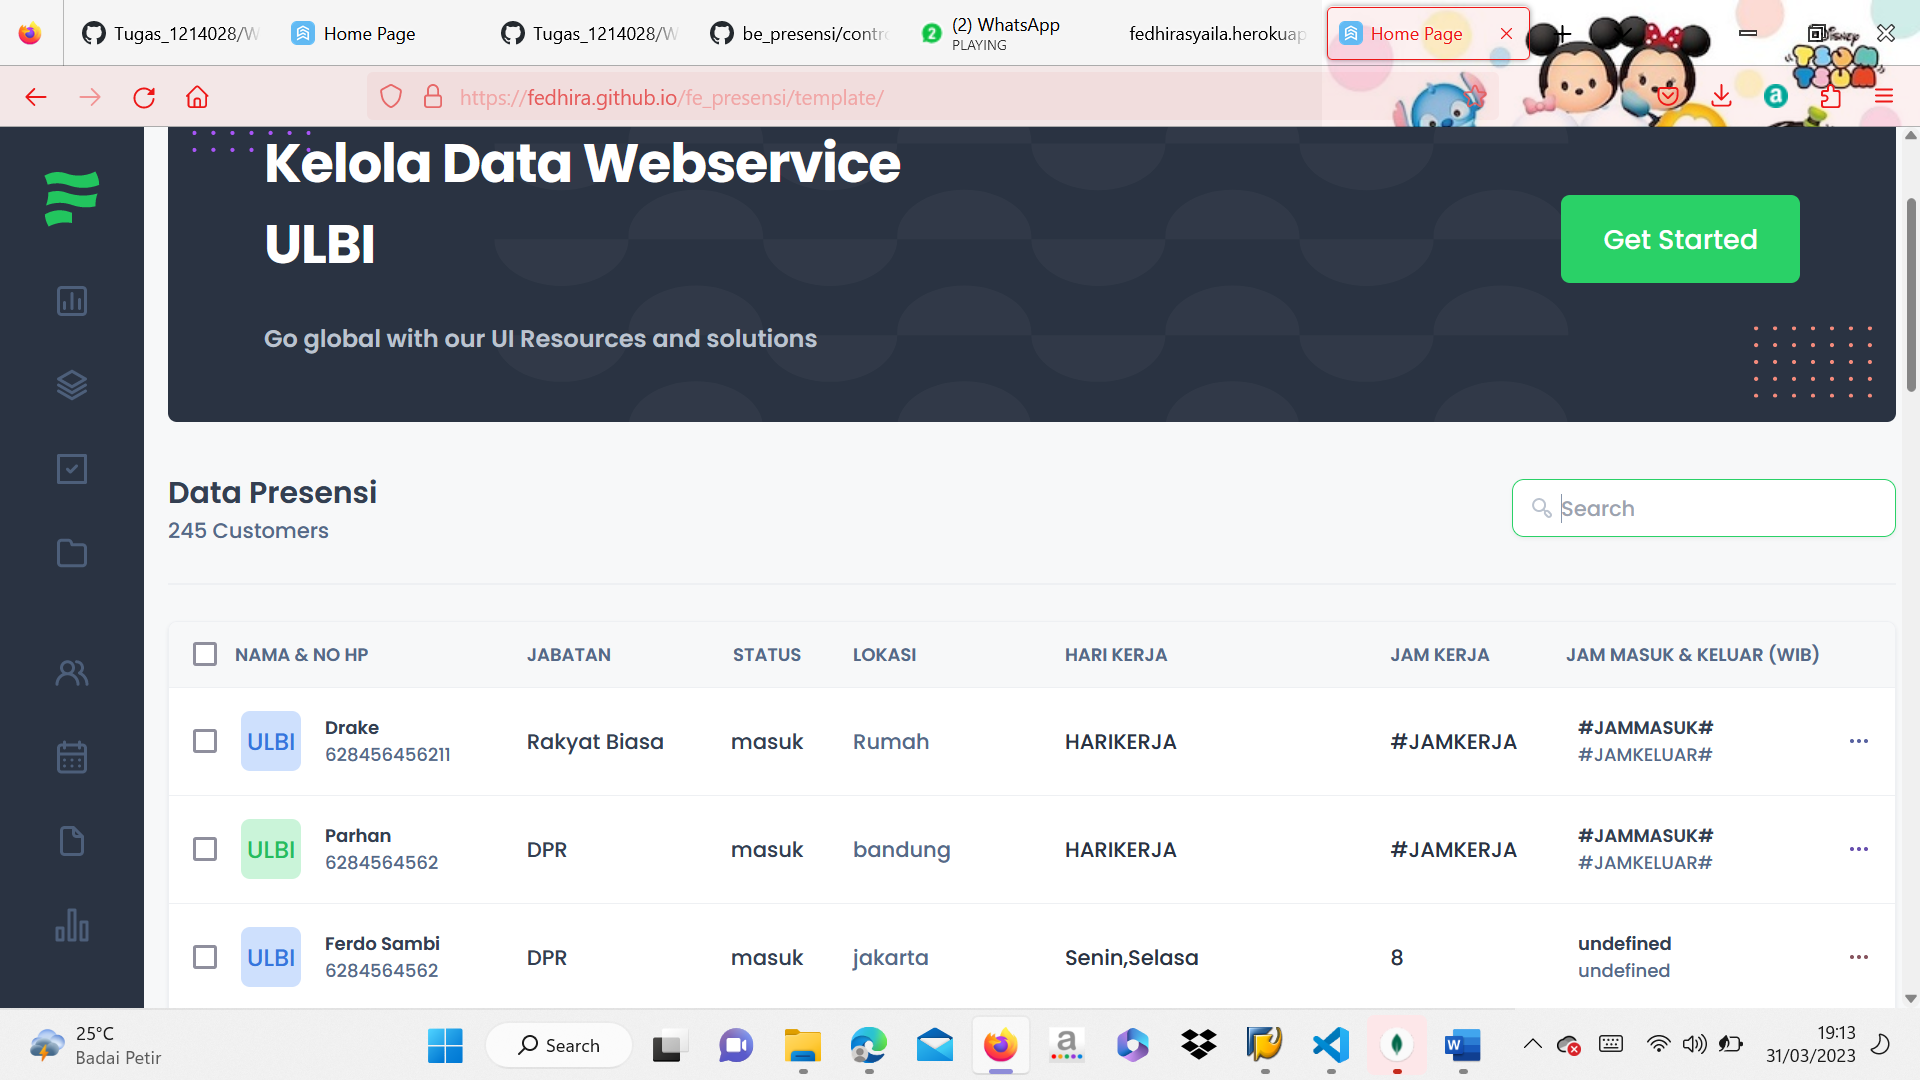 Tugas_1214028/W
Home Page
Tugas_1214028/W
be_presensi/contro
(2) WhatsApp
PLAYING
fedhirasyaila.herokuap
Home Page
Disney
TSUM
TSUM
https://fedhira.github.io/fe_presensi/template/
a
Kelola Data Webservice
ULBI
Get Started
Go global with our UI Resources and solutions
Data Presensi
245 Customers
Search
NAMA & NO HP JABATAN STATUS LOKASI HARI KERJA JAM KERJA JAM MASUK & KELUAR (WIB)
ULBI Drake Rakyat Biasa masuk Rumah HARIKERJA #JAMKERJA #JAMMASUK#
628456456211 #JAMKELUAR#
ULBI Parhan DPR masuk bandung HARIKERJA #JAMKERJA #JAMMASUK#
6284564562 #JAMKELUAR#
ULBI Ferdo Sambi DPR masuk jakarta Senin,Selasa 8 undefined
6284564562 undefined
25°C
Badai Petir
Search
a
W
19:13
31/03/2023